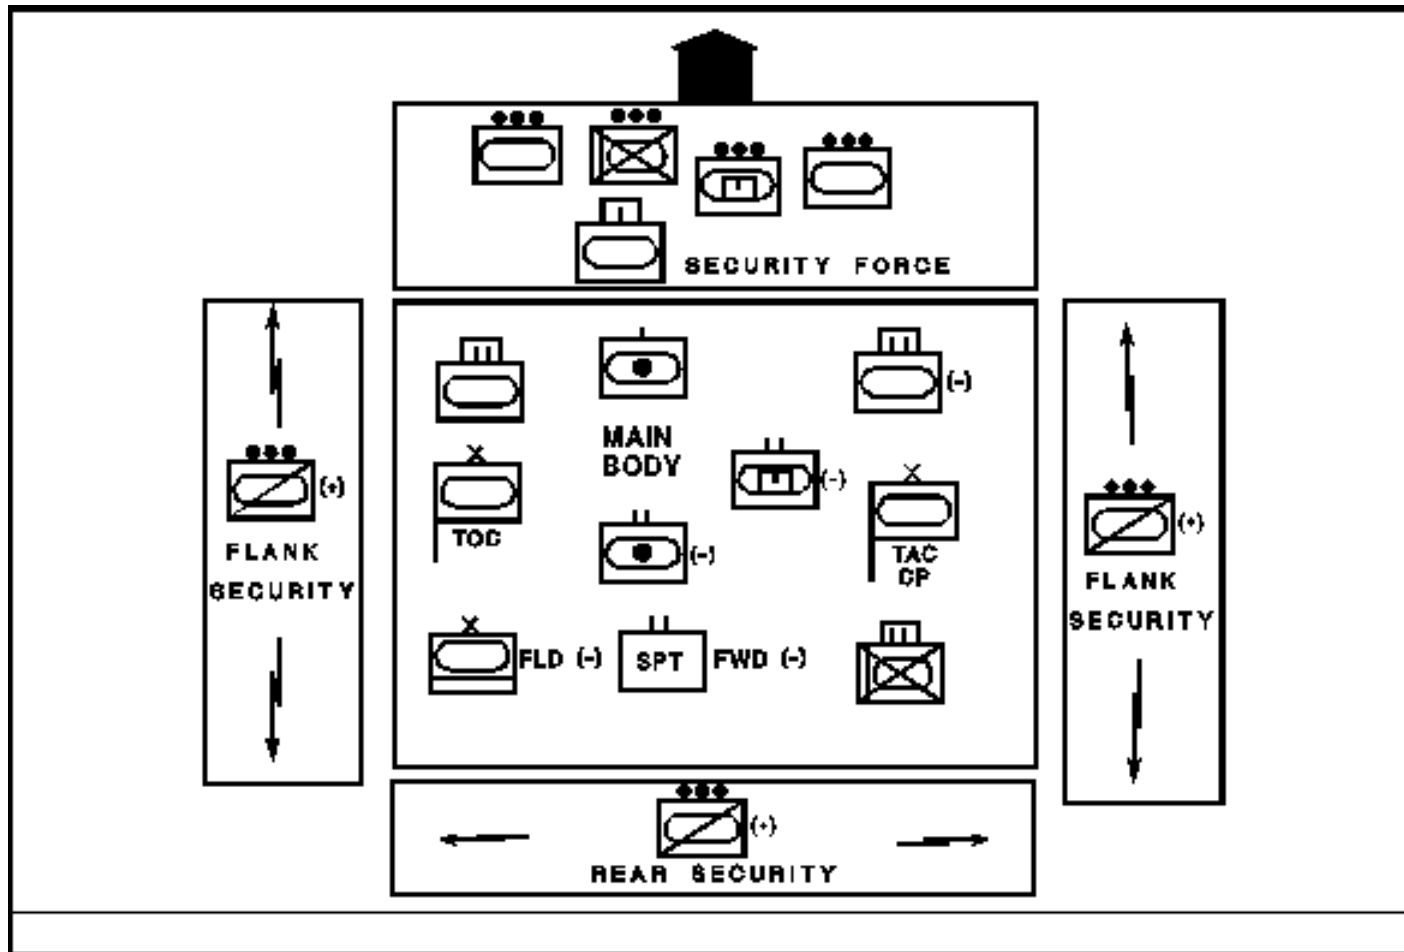 SECURITY FORCE
MAIN
BODY
(-)
(-)
(+)
FLANK
SECURITY
TOC
(-)
TAC
CP
(+)
FLANK
SECURITY
FLD (-)
SPT
FWD (-)
(+)
REAR SECURITY